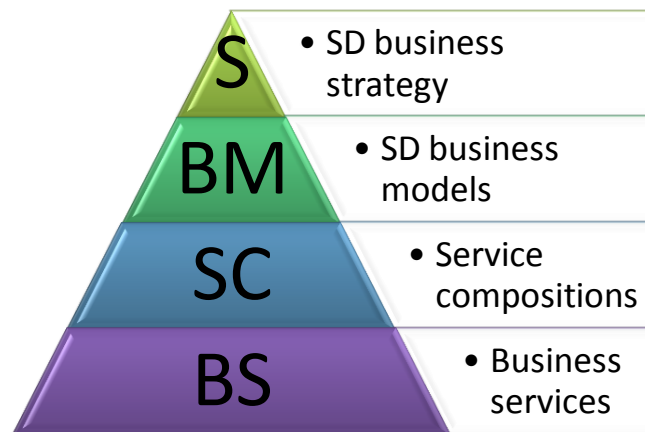 S
• SD business
strategy
BM
• SD business
models
SC
• Service
compositions
BS
• Business
services